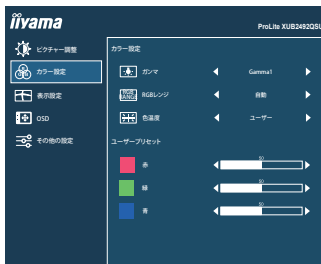 iiyama
ProLite XUB2492QSU
ピクチャー調整
カラー設定
表示設定
OSD
その他の設定
カラー設定
ガンマ Gamma1
RGB RANGE RGBレンジ 自動
色温度 ユーザー
ユーザープリセット
赤 50
緑 50
青 50